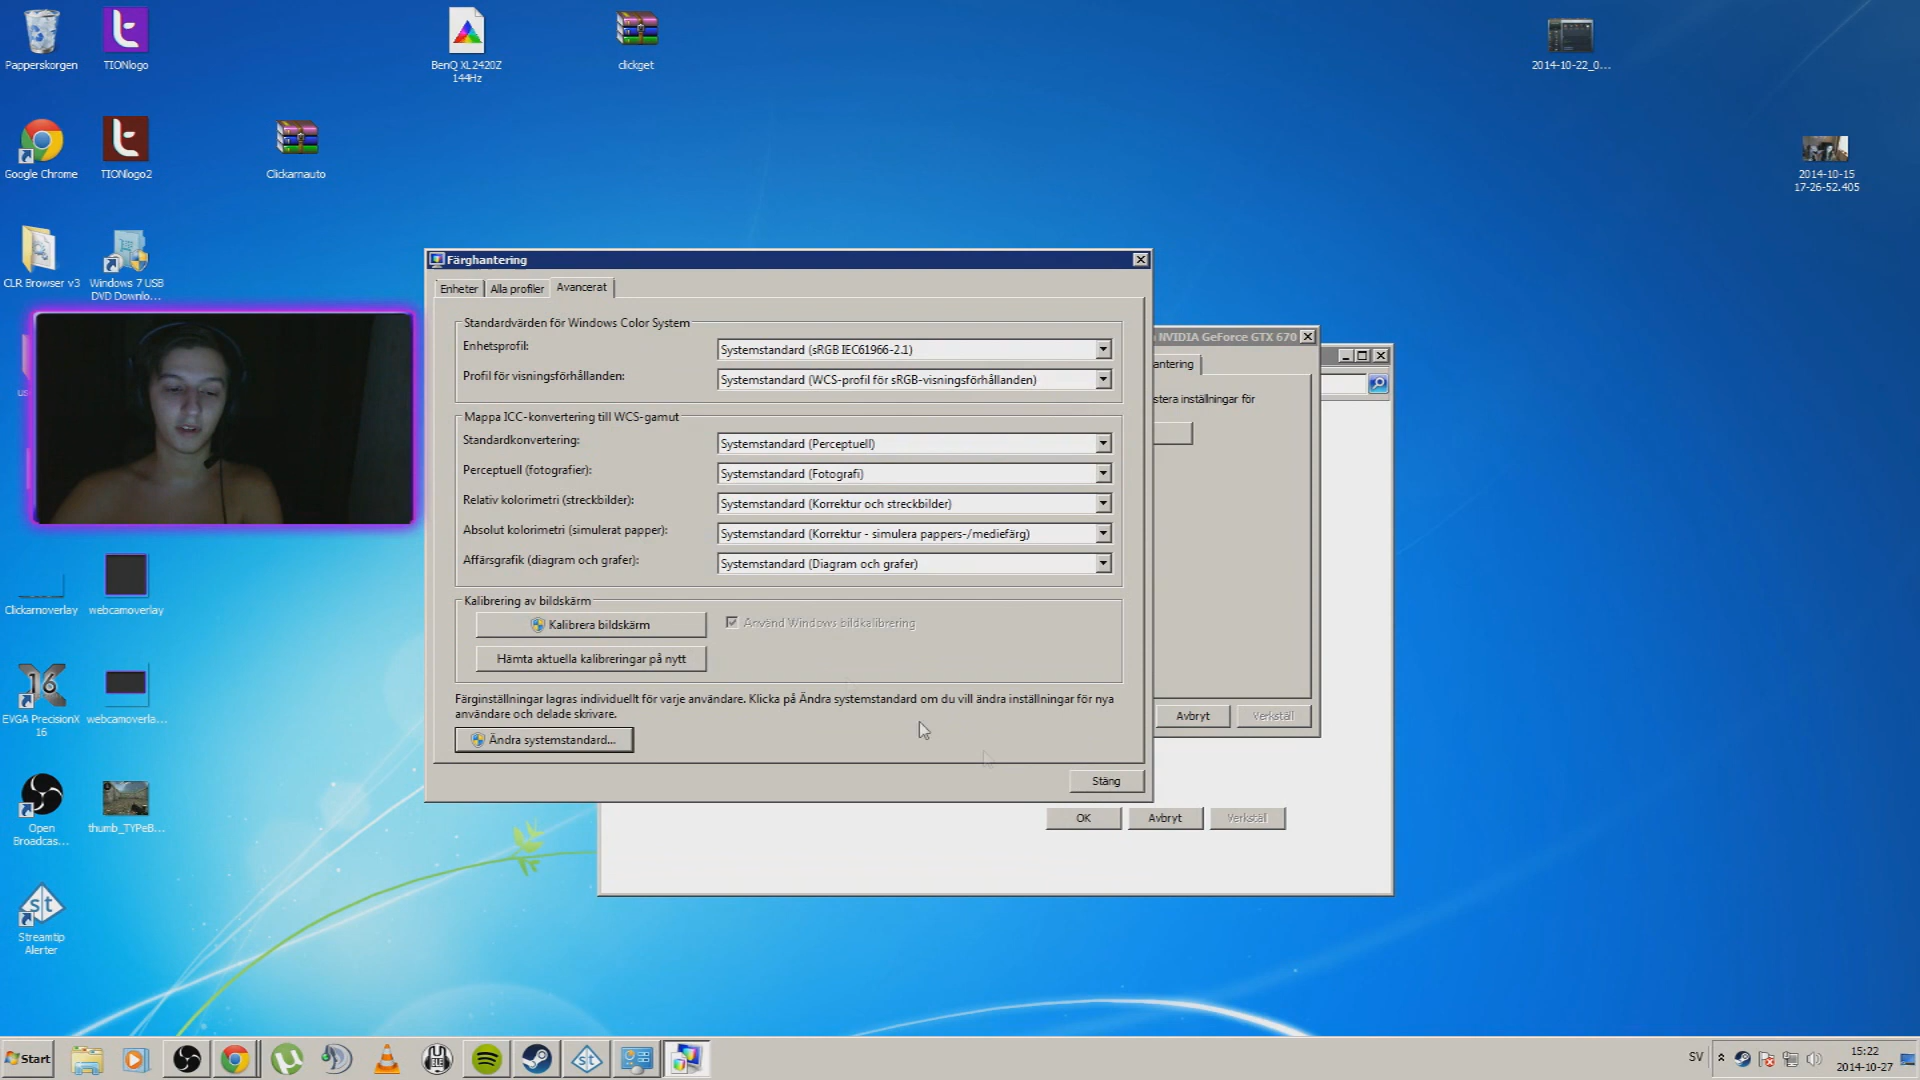 Papperskorgen
TIONlogo
BenQ XL2420Z
144Hz
clickget
2014-10-22_0...
Google Chrome
TIONlogo2
Clickarnauto
2014-10-15
17-26-52.405
CLR Browser v3
Windows 7 USB
DVD Downlo...
Färghantering
Enheter
Alla profiler
Avancerat
Standardvärden för Windows Color System
Enhetsprofil:
Systemstandard (sRGB IEC61966-2.1)
Profil för visningsförhållanden:
Systemstandard (WCS-profil för sRGB-visningsförhållanden)
Mappa ICC-konvertering till WCS-gamut
Standardkonvertering:
Systemstandard (Perceptuell)
Perceptuell (fotografier):
Systemstandard (Fotografi)
Relativ kolorimetri (streckbilder):
Systemstandard (Korrektur och streckbilder)
Absolut kolorimetri (simulerat papper):
Systemstandard (Korrektur - simulera pappers-/mediefärg)
Affärsgrafik (diagram och grafer):
Systemstandard (Diagram och grafer)
Kalibrering av bildskärm
Kalibrera bildskärm
Använd Windows bildkalibrering
Hämta aktuella kalibreringar på nytt
Färginställningar lagras individuellt för varje användare. Klicka på Ändra systemstandard om du vill ändra inställningar för nya
användare och delade skrivare.
Ändra systemstandard...
Stäng
NVIDIA GeForce GTX 670
antering
stera inställningar för
Avbryt
Verkställ
OK
Avbryt
Verkställ
Clickarnoverlay
webcamoverlay
EVGA PrecisionX
16
webcamoverla...
Open
Broadcas...
thumb_TYPeB...
Streamtip
Alerter
Start
SV
15:22
2014-10-27